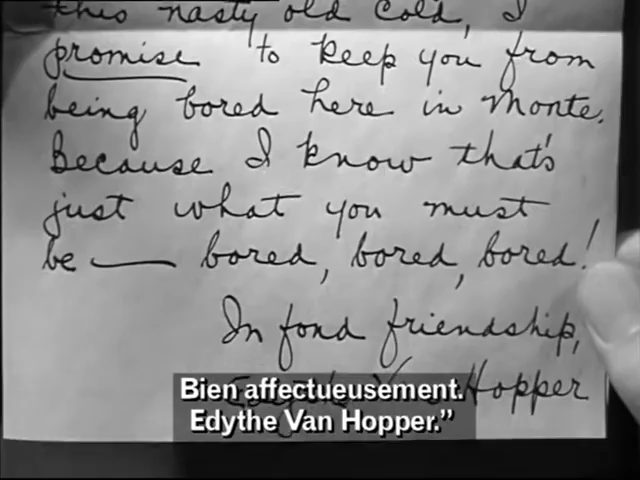 this nasty old cold, I
promise to keep you from
being bored here in Monte.
Because I know that's
just what you must
be — bored, bored, bored!
In fond friendship,
Hopper
Bien affectueusement.
Edythe Van Hopper.”